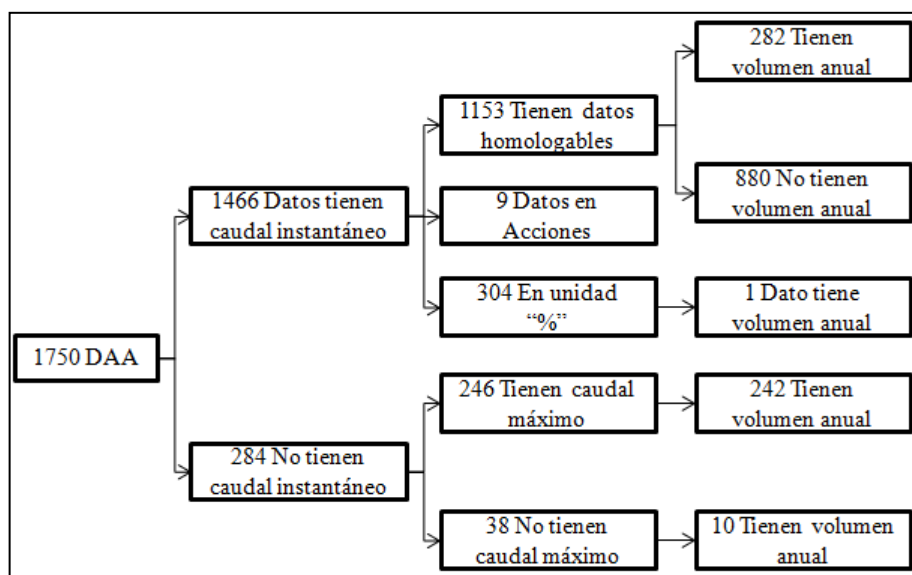 1750 DAA
1466 Datos tienen
caudal instantáneo
284 No tienen
caudal instantáneo
1153 Tienen datos
homologables
9 Datos en
Acciones
304 En unidad
“%”
246 Tienen caudal
máximo
38 No tienen
caudal máximo
282 Tienen
volumen anual
880 No tienen
volumen anual
1 Dato tiene
volumen anual
242 Tienen
volumen anual
10 Tienen volumen
anual